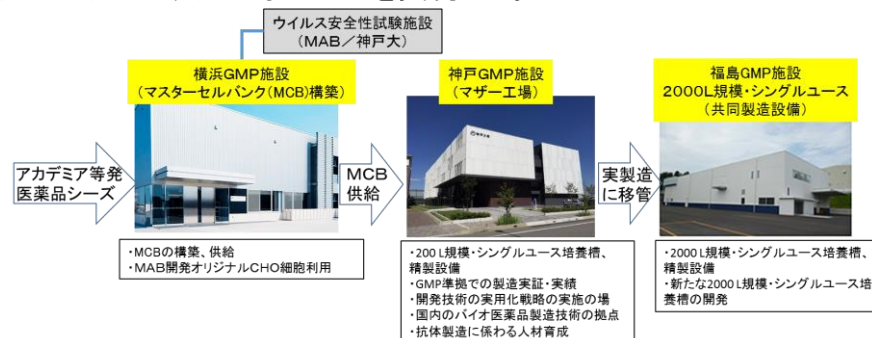 ウイルス安全性試験施設
(MAB/神戸大)
横浜GMP施設
(マスターセルバンク(MCB)構築)
神戸GMP施設
(マザー工場)
福島GMP施設
2000L規模・シングルユース
(共同製造設備)
アカデミア等発
医薬品シーズ
MCB
供給
実製造
に移管
・MCBの構築、供給
・MAB開発オリジナルCHO細胞利用
・200 L規模・シングルユース培養槽、
精製設備
・GMP準拠での製造実証・実績
・開発技術の実用化戦略の実施の場
・国内のバイオ医薬品製造技術の拠点
・抗体製造に係わる人材育成
・2000 L規模・シングルユース培養槽、
精製設備
・新たな2000 L規模・シングルユース培
養槽の開発